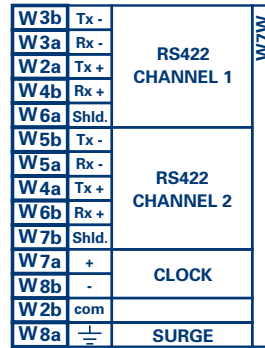 W3b Tx -
W3a Rx -
W2a Tx +
W4b Rx +
W6a Shld.
RS422
CHANNEL 1
W5b Tx -
W5a Rx -
W4a Tx +
W6b Rx +
W7b Shld.
RS422
CHANNEL 2
W7a +
W8b -
CLOCK
W2b com
W8a SURGE